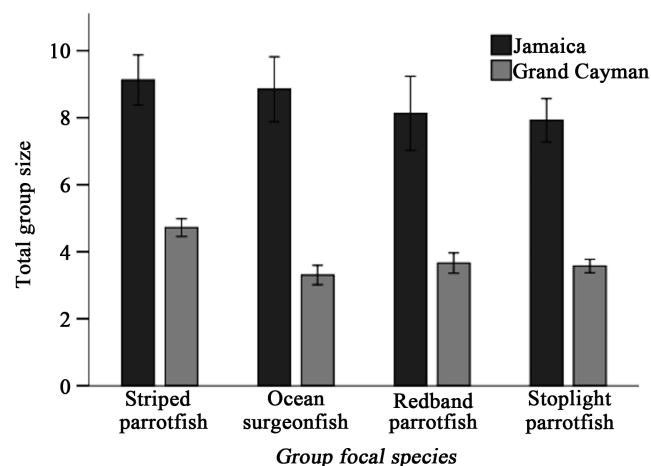 Jamaica
Grand Cayman
Total group size
10
8
6
4
2
0
Striped
parrotfish
Ocean
surgeonfish
Redband
parrotfish
Stoplight
parrotfish
Group focal species